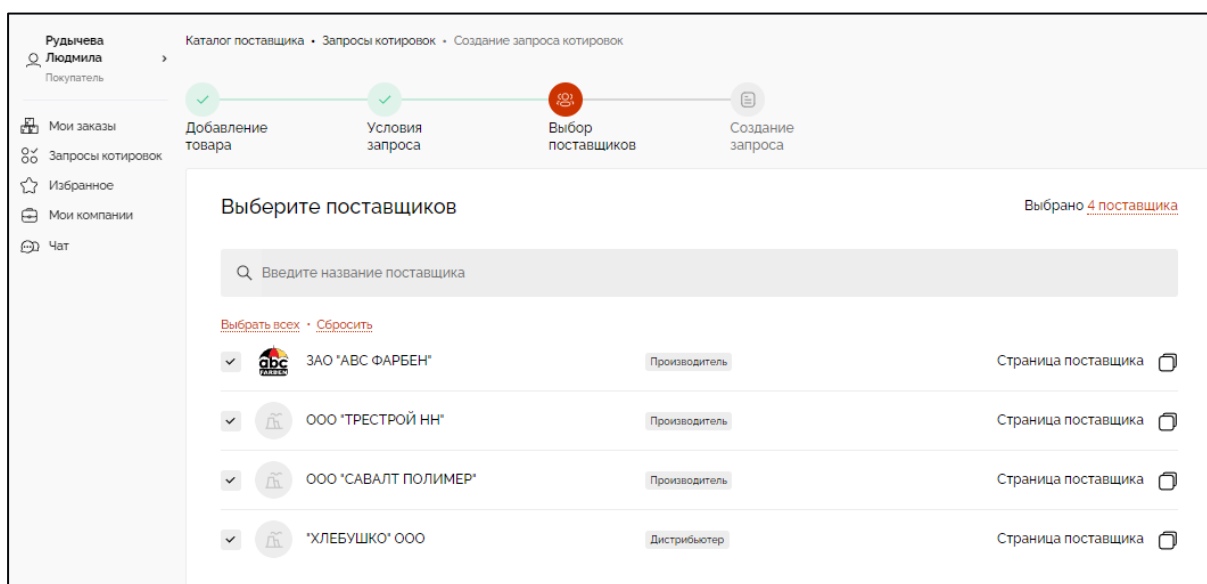 Рудычева
Людмила
Покупатель
Мои заказы
Запросы котировок
Избранное
Мои компании
Чат
Каталог поставщика • Запросы котировок • Создание запроса котировок
Добавление
товара
Условия
запроса
Выбор
поставщиков
Создание
запроса
Выберите поставщиков
Выбрано 4 поставщика
Введите название поставщика
Выбрать всех • Сбросить
abc
FARBEN
ЗАО "АВС ФАРБЕН"
Производитель
Страница поставщика
ООО "ТРЕСТРОЙ НН"
Производитель
Страница поставщика
ООО "САВАЛТ ПОЛИМЕР"
Производитель
Страница поставщика
"ХЛЕБУШКО" ООО
Дистрибьютер
Страница поставщика